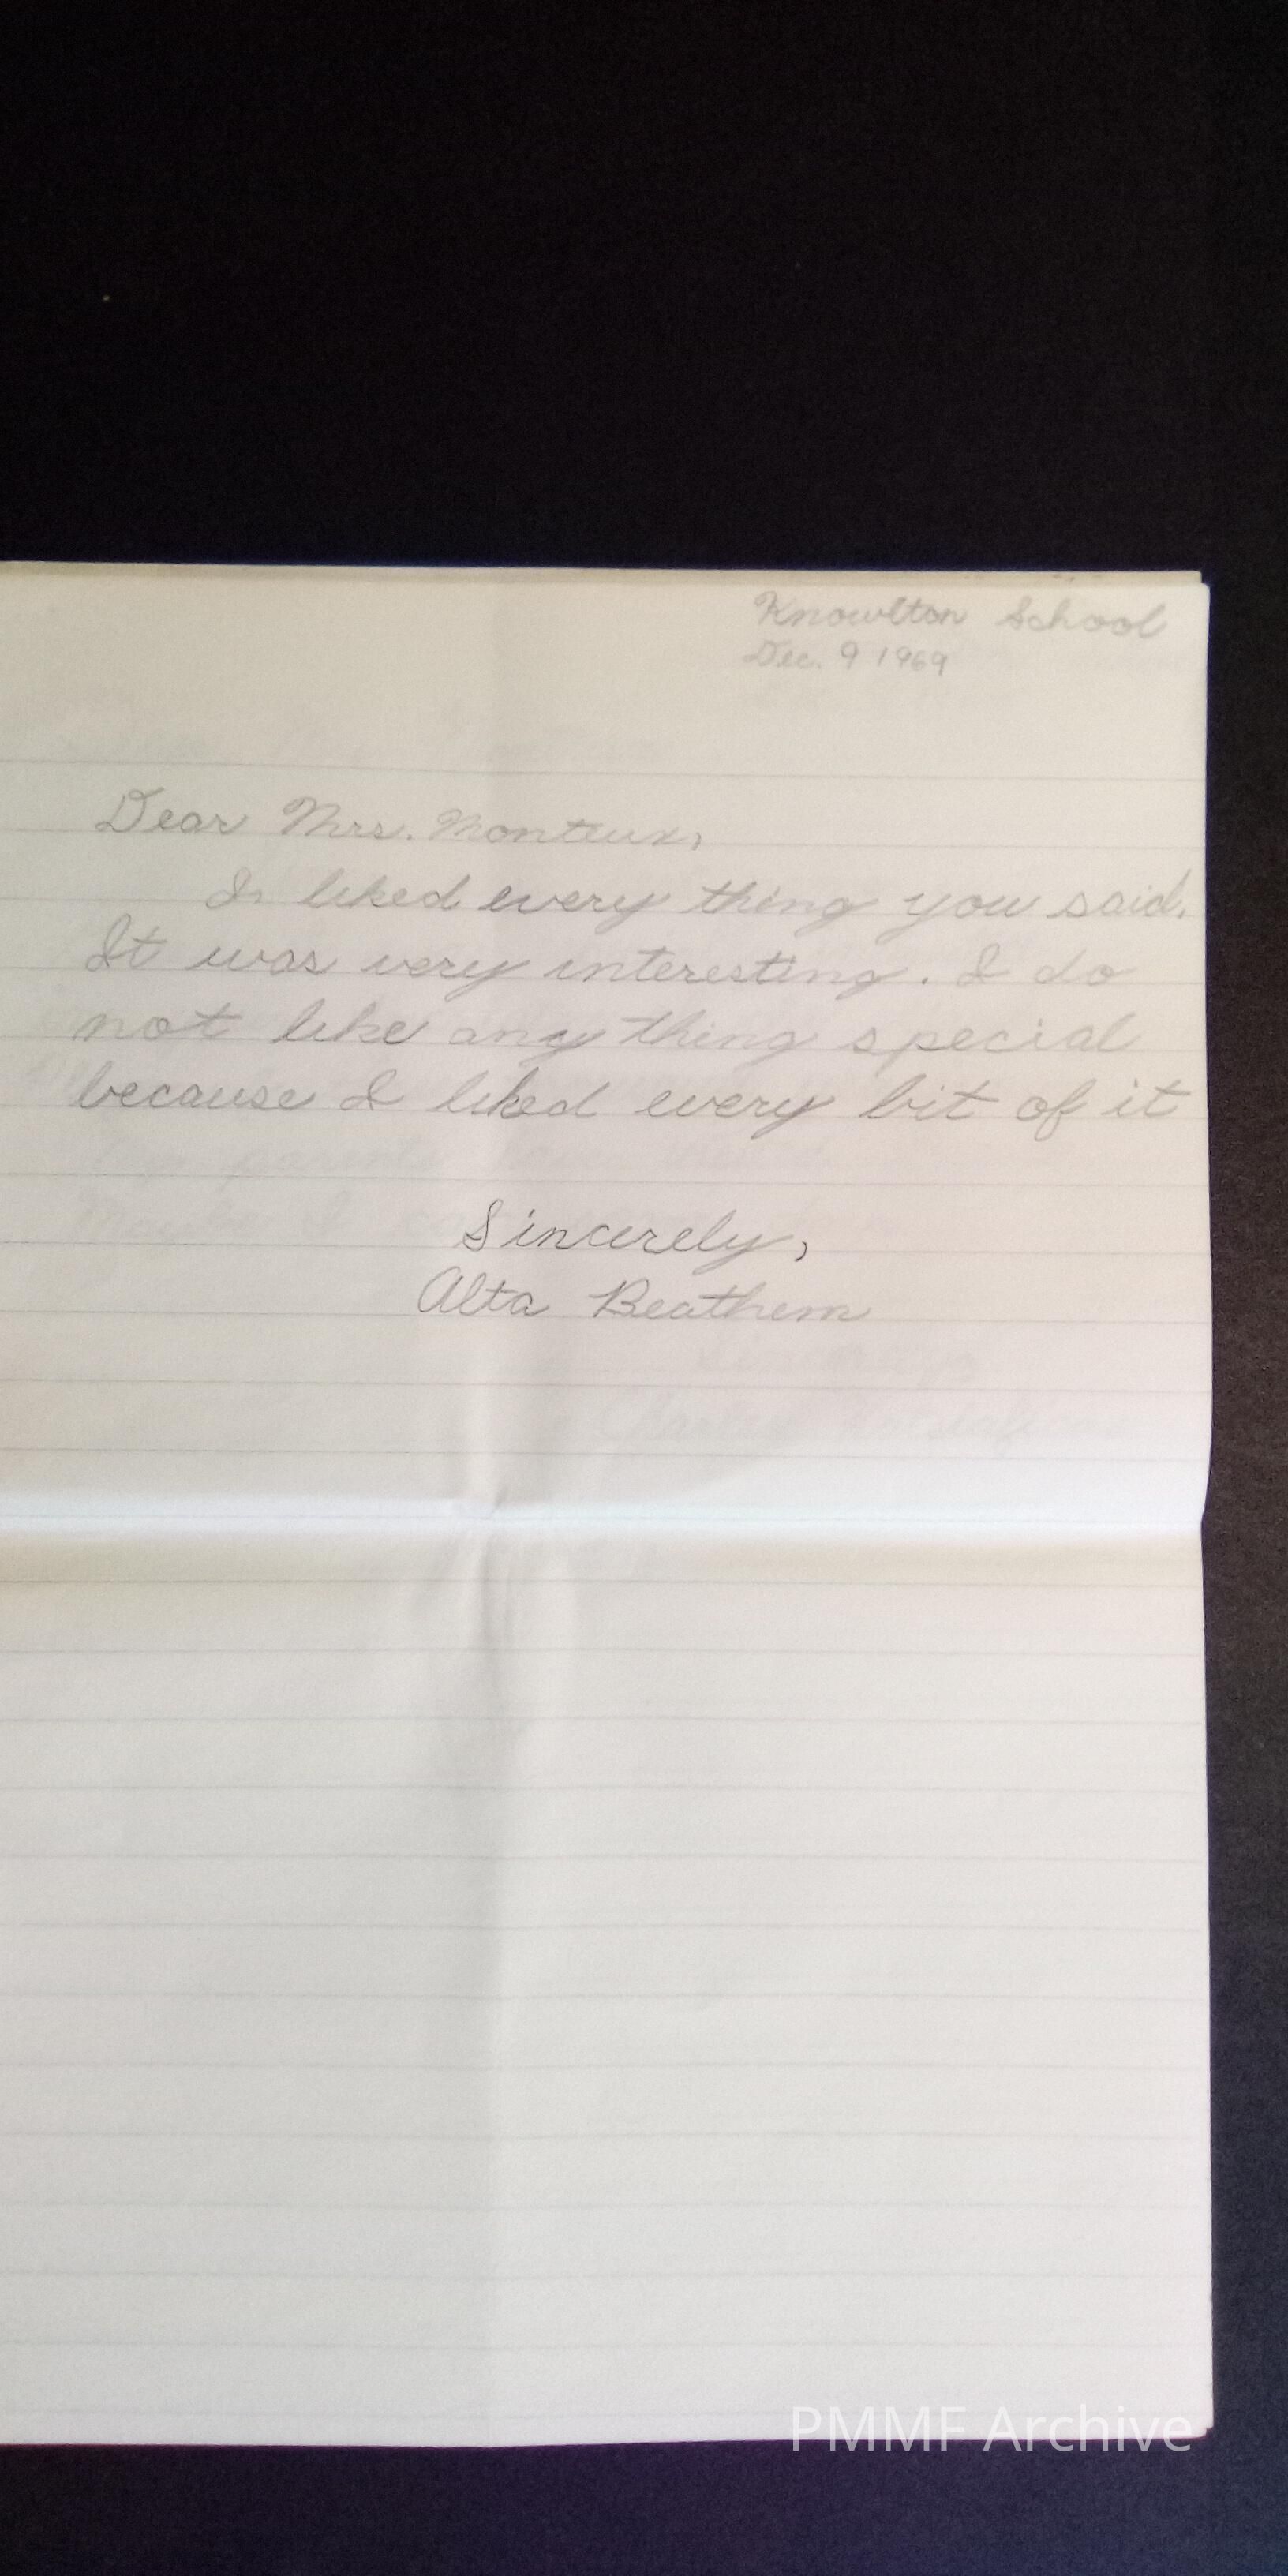 Knowlton School
Dec. 9 1969
Dear Mrs. Monteux,
I liked every thing you said.
It was very interesting. I do
not like any thing special
because I liked every bit of it
Sincerely,
Alta Beathem
PMMF Archive